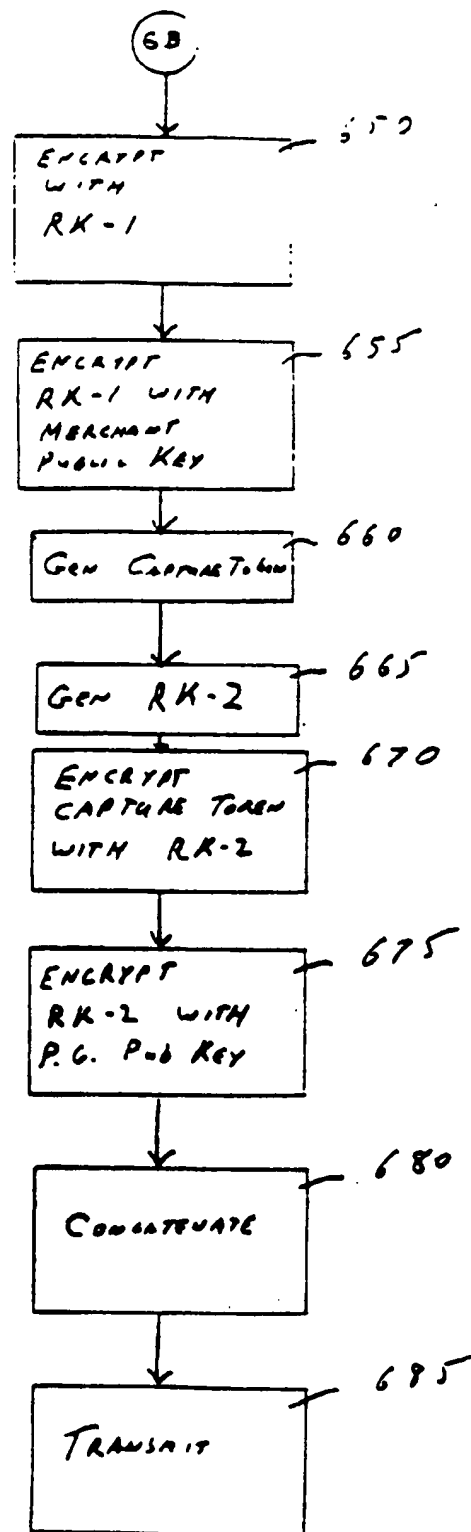 6B
650
ENCRYPT
WITH
RK-1
655
ENCRYPT
RK-1 WITH
MERCHANT
PUBLIC KEY
660
GEN CAPTURE TOKEN
665
GEN RK-2
670
ENCRYPT
CAPTURE TOKEN
WITH RK-2
675
ENCRYPT
RK-2 WITH
P.G. PUB KEY
680
CONCATENATE
685
TRANSMIT